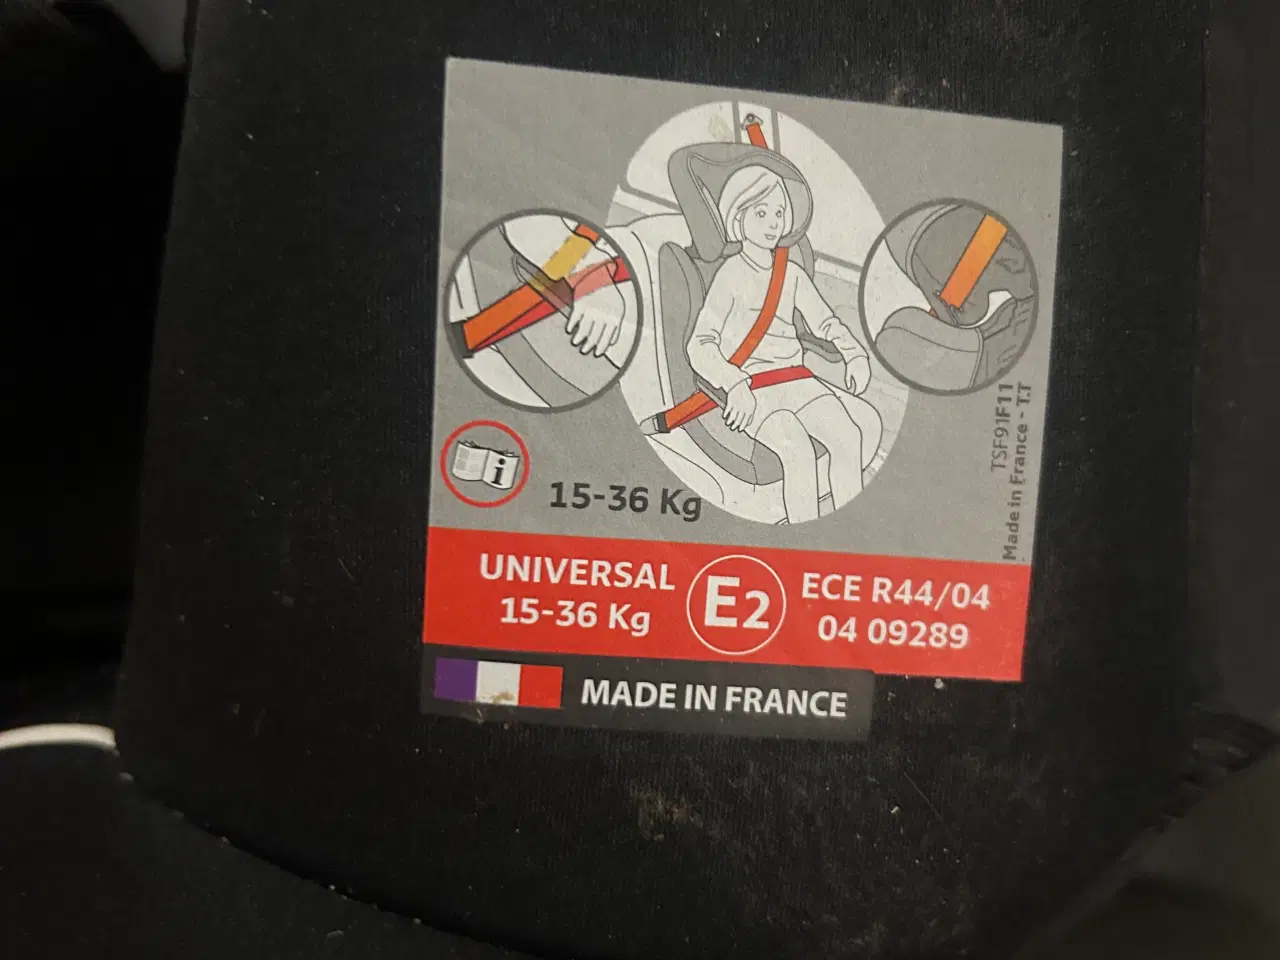 i
15-36 Kg
TSF91F11
Made in France - T.T
UNIVERSAL
15-36 Kg
E2
ECE R44/04
04 09289
MADE IN FRANCE